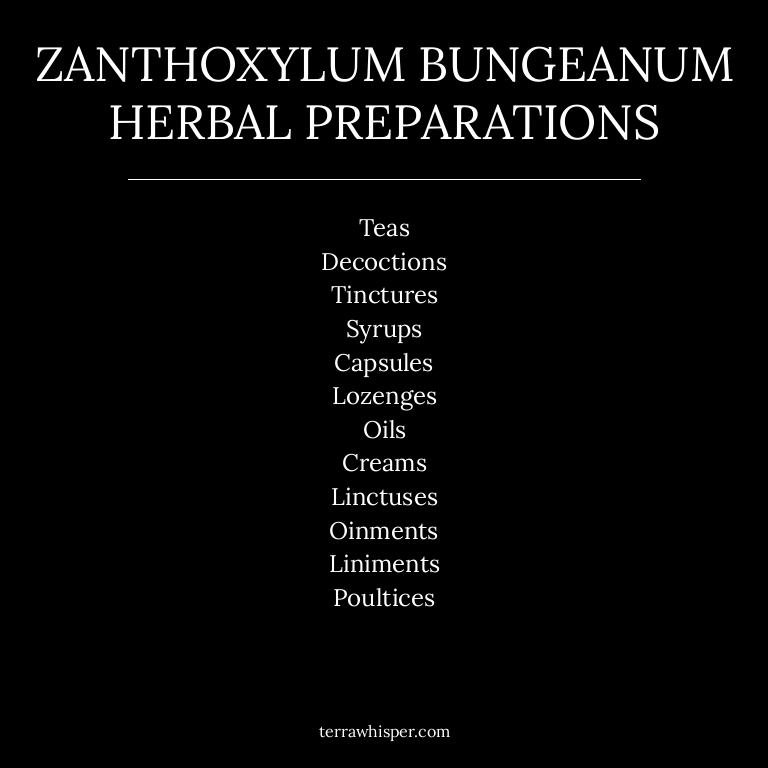 ZANTHOXYLUM BUNGEANUM
HERBAL PREPARATIONS
Teas
Decoctions
Tinctures
Syrups
Capsules
Lozenges
Oils
Creams
Linctuses
Oinments
Liniments
Poultices
terrawhisper.com